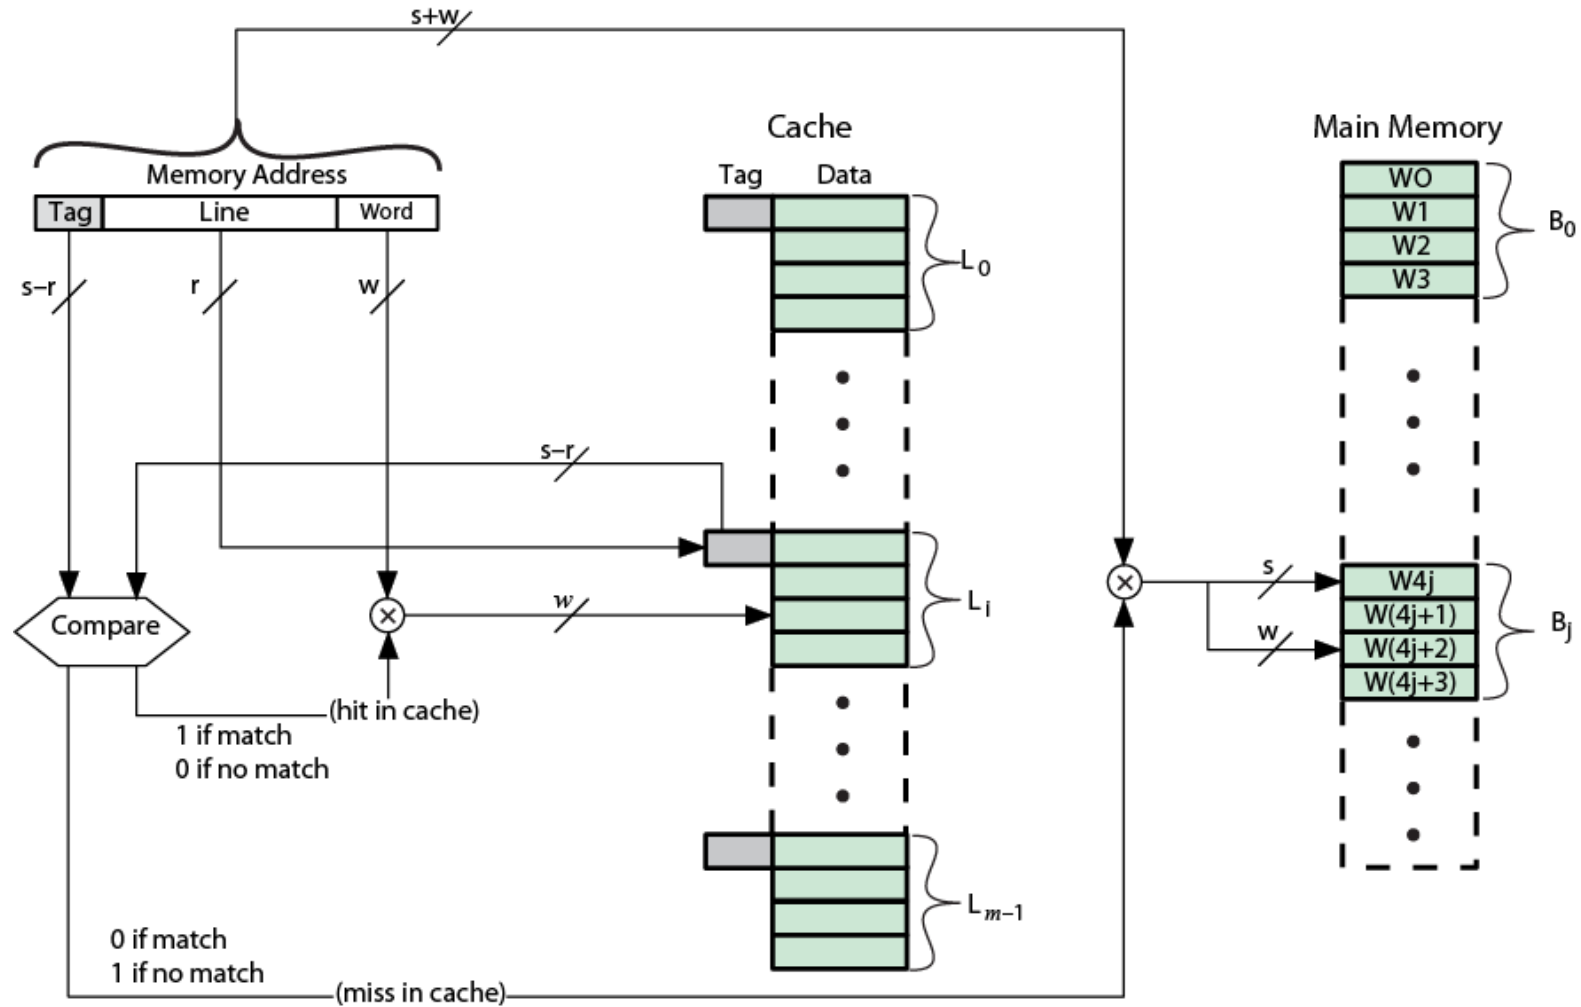 s+w
Cache
Main Memory
Memory Address
Tag Data
Tag Line Word
WO
W1
W2
W3
B0
L0
s–r
r
w
s–r
Compare
w
Li
s
w
W4j
W(4j+1)
W(4j+2)
W(4j+3)
Bj
(hit in cache)
1 if match
0 if no match
Lm–1
0 if match
1 if no match
(miss in cache)